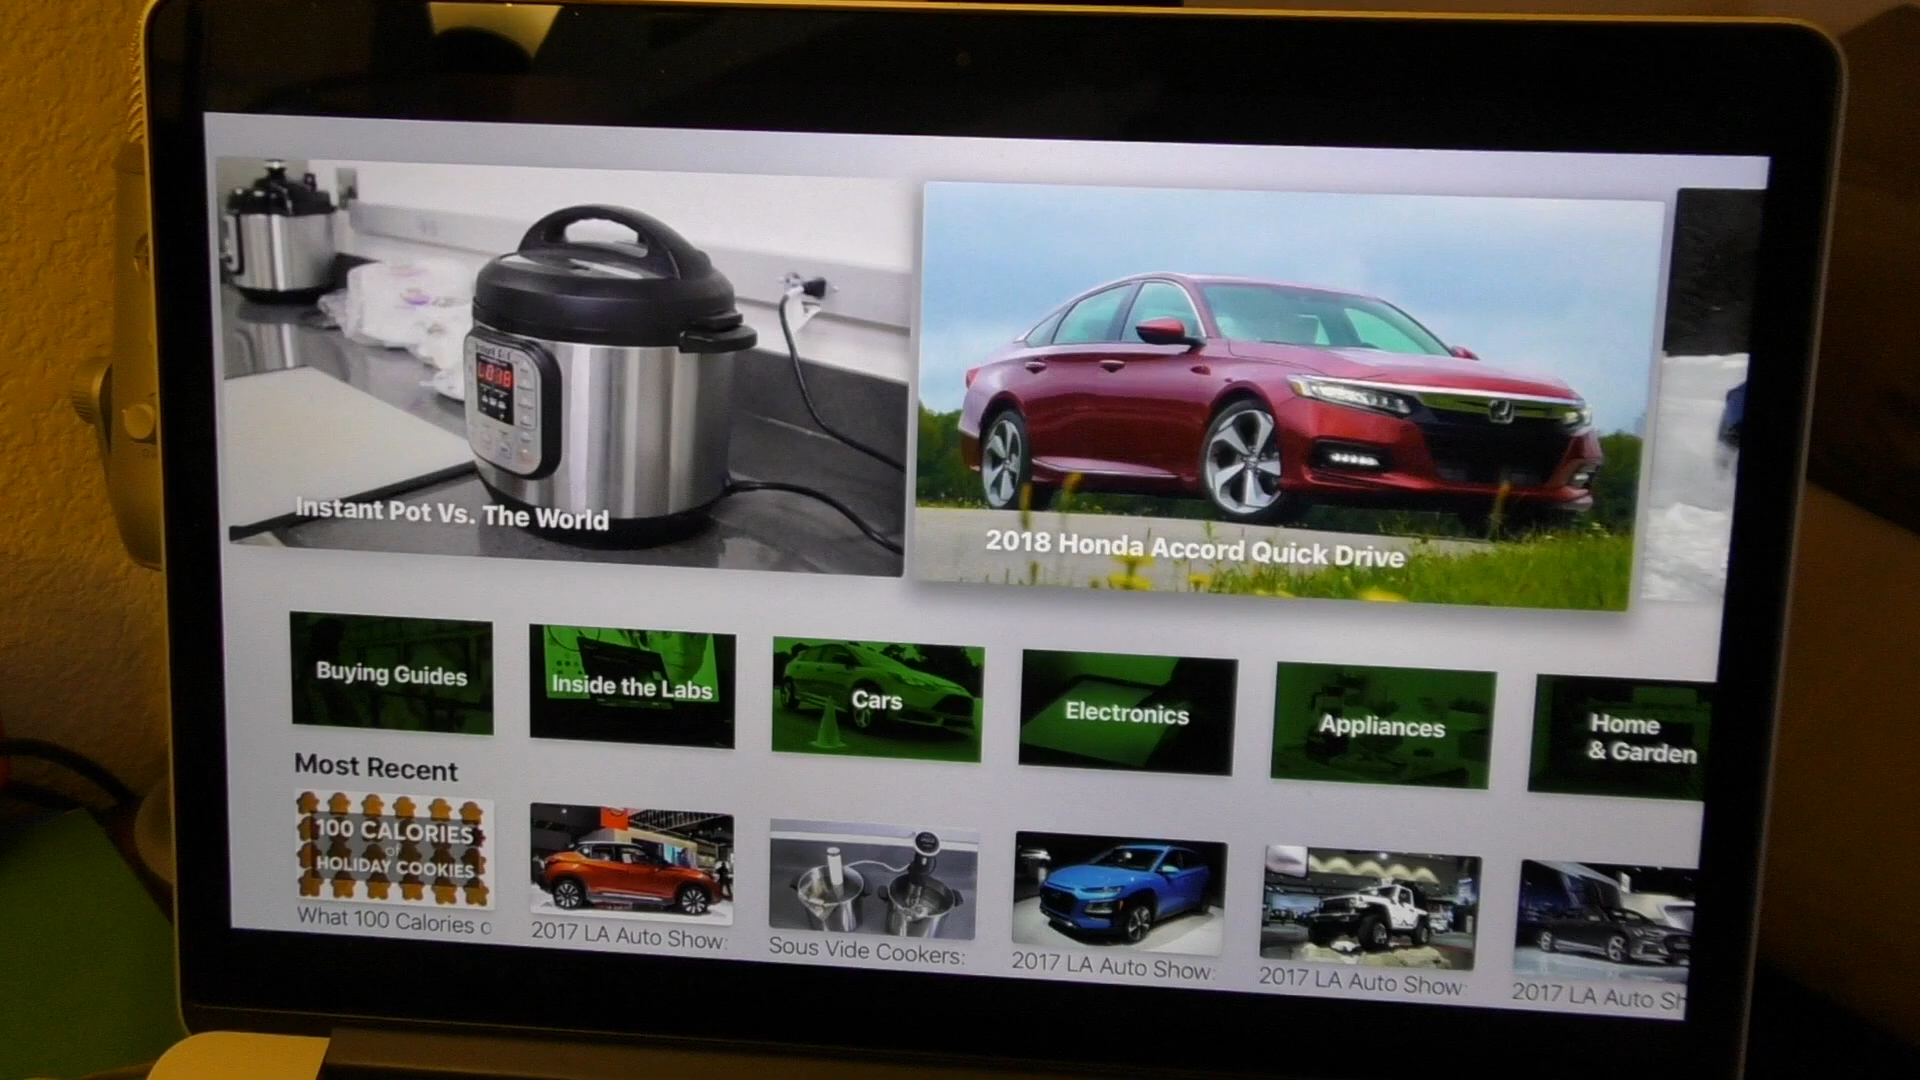 Instant Pot Vs. The World
2018 Honda Accord Quick Drive
Buying Guides
Inside the Labs
Cars
Electronics
Appliances
Home
& Garden
Most Recent
100 CALORIES
of
HOLIDAY COOKIES
What 100 Calories o
2017 LA Auto Show:
Sous Vide Cookers:
2017 LA Auto Show:
2017 LA Auto Show:
2017 LA Auto Sh